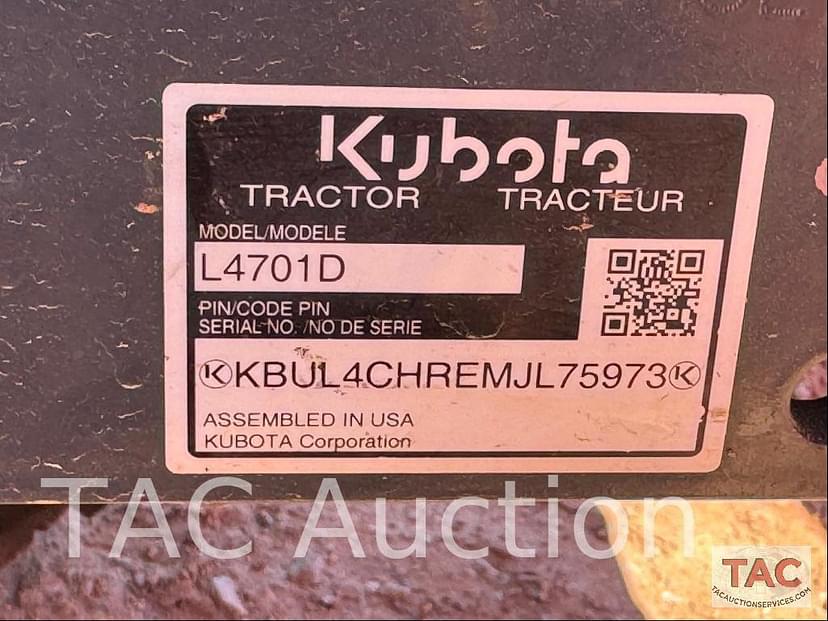 Kubota
TRACTOR TRACTEUR
MODEL/MODELE
L4701D
PIN/CODE PIN
SERIAL NO. /NO DE SERIE
KKBUL4CHREMJL75973K
ASSEMBLED IN USA
KUBOTA Corporation
TAC Auction
TAC
TACAUCTIONSERVICES.COM